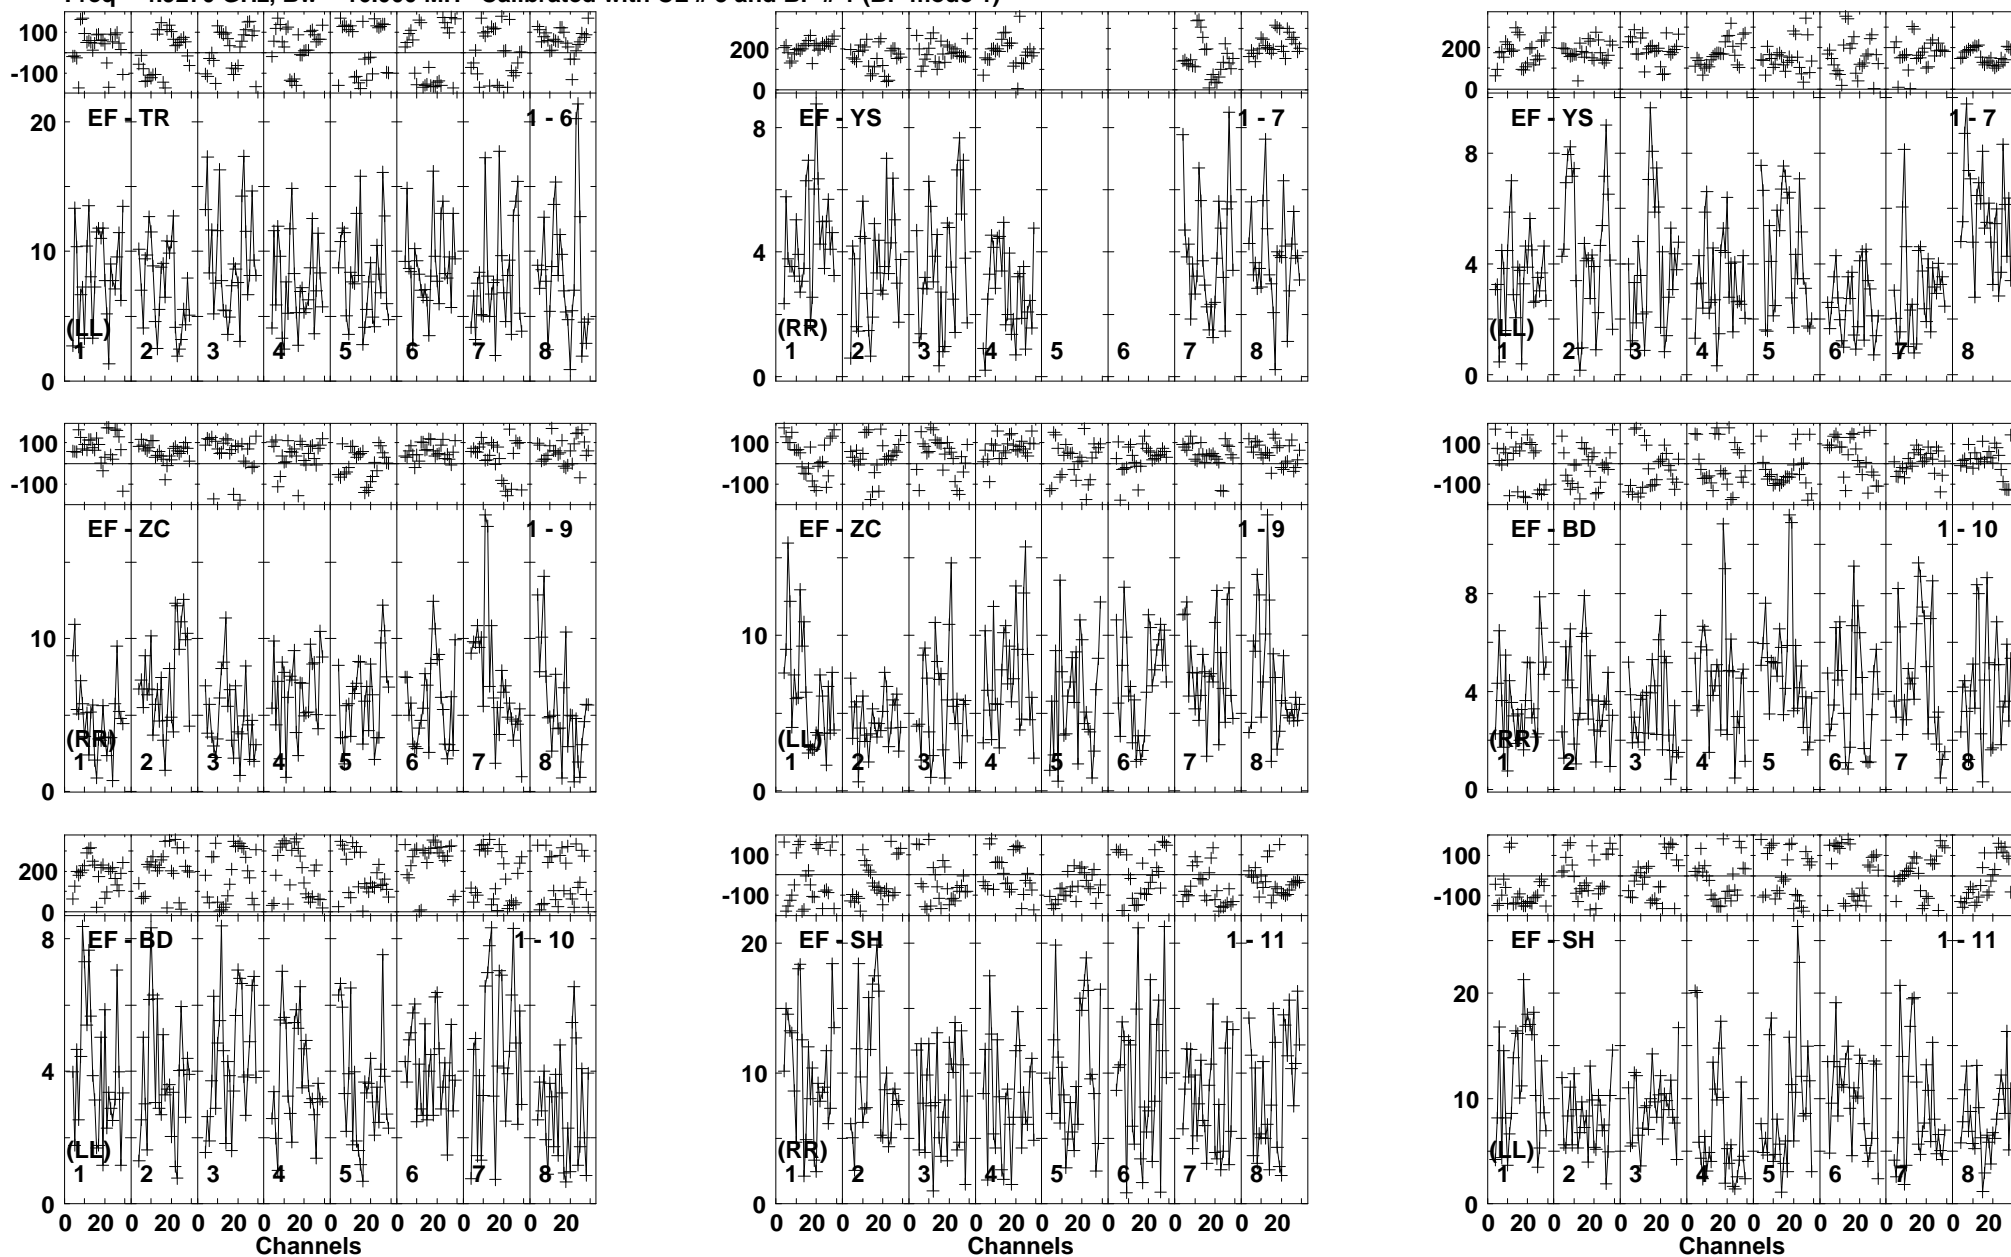 100 -100 200 0 200 0
EF - TR 1 - 6 EF - YS 1 - 7 EF - YS 1 - 7
20 10 0 8 4 0 8 4 0
(LL) (RR) (LL)
1 2 3 4 5 6 7 8 1 2 3 4 5 6 7 8 1 2 3 4 5 6 7 8
100 -100 100 -100 100 -100
EF - ZC 1 - 9 EF - ZC 1 - 9 EF - BD 1 - 10
10 0 10 0 8 4 0
(RR) (LL) (RR)
1 2 3 4 5 6 7 8 1 2 3 4 5 6 7 8 1 2 3 4 5 6 7 8
200 0 100 -100 100 -100
EF - BD 1 - 10 EF - SH 1 - 11 EF - SH 1 - 11
8 4 0 20 10 0 20 10 0
(LL) (RR) (LL)
1 2 3 4 5 6 7 8 1 2 3 4 5 6 7 8 1 2 3 4 5 6 7 8
0 20 0 20 0 20 0 20 0 20 0 20 0 20 0 20 0 20 0 20 0 20 0 20 0 20 0 20 0 20 0 20 0 20 0 20 0 20 0 20 0 20 0 20 0 20 0 20
Channels Channels Channels